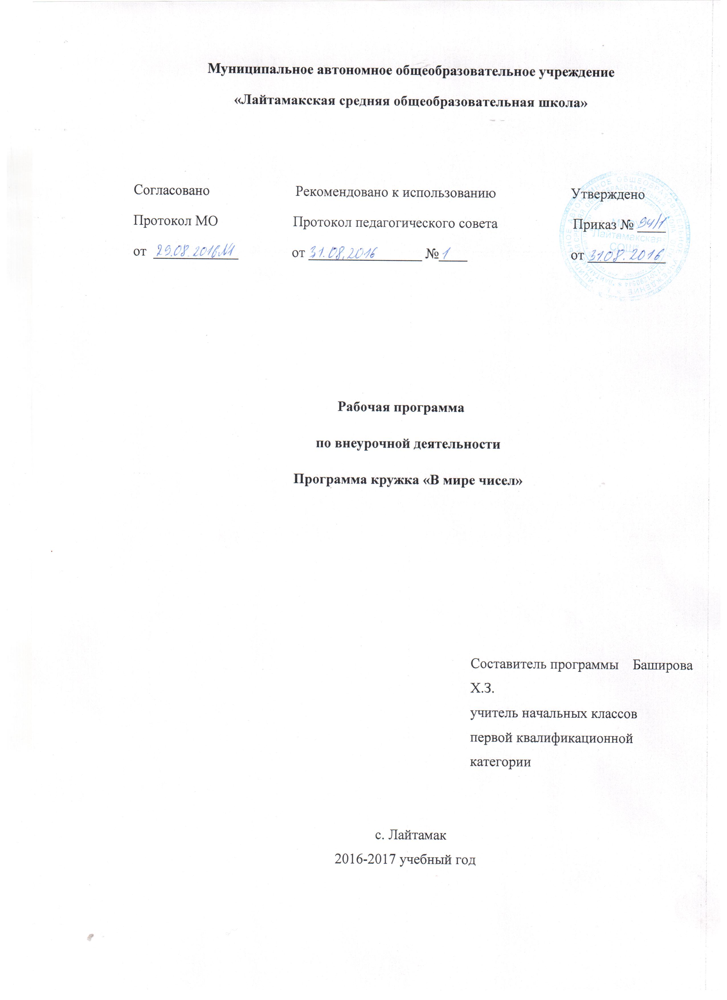 Муниципальное автономное общеобразовательное учреждение
«Лайтамакская средняя общеобразовательная школа»
Согласовано
Протокол МО
от 29.08.2016 №1
Рекомендовано к использованию
Протокол педагогического совета
от 31.08.2016 № 1
Утверждено
Приказ № 94/1
от 31.08.2016
"Лайтамакская
СОШ"
Рабочая программа
по внеурочной деятельности
Программа кружка «В мире чисел»
Составитель программы Баширова
Х.З.
учитель начальных классов
первой квалификационной
категории
с. Лайтамак
2016-2017 учебный год